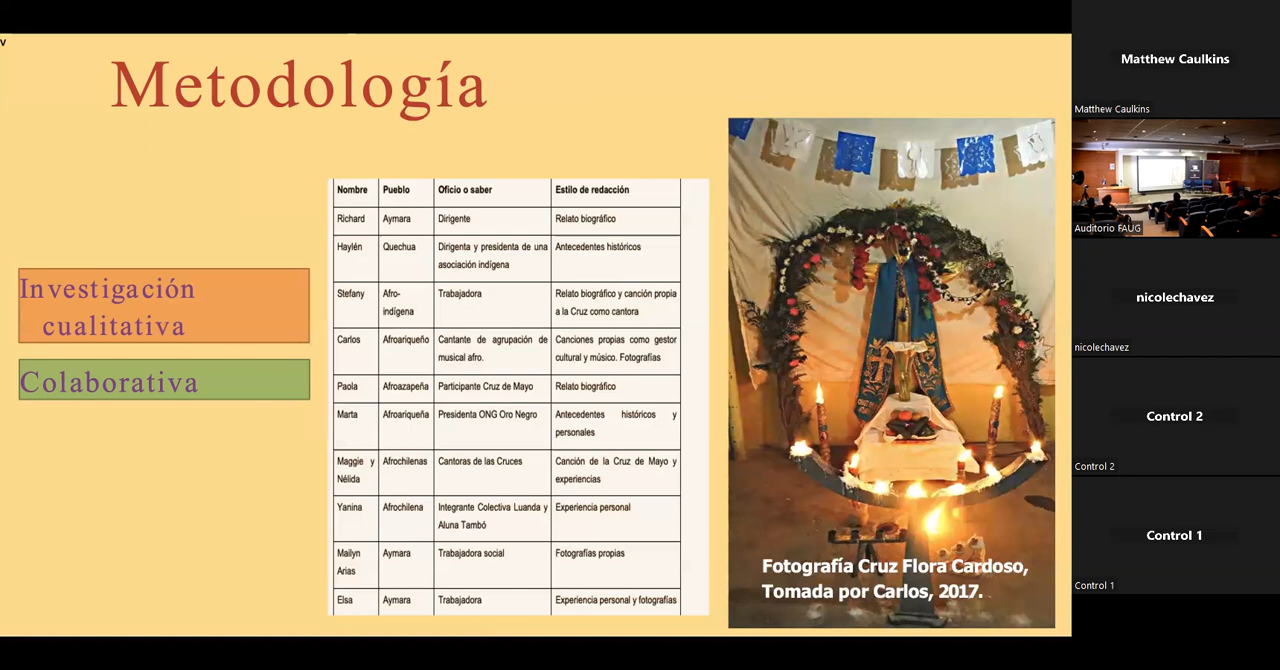 v
Metodología
Investigación
cualitativa
Colaborativa
Nombre Pueblo Oficio o saber Estilo de redacción
Richard Aymara Dirigente Relato biográfico
Haylén Quechua Dirigenta y presidenta de una Antecedentes históricos
asociación indígena
Stefany Afro- Trabajadora Relato biográfico y canción propia
indígena a la Cruz como cantora
Carlos Afroariqueño Cantante de agrupación de Canciones propias como gestor
musical afro. cultural y músico. Fotografías
Paola Afroazapeña Participante Cruz de Mayo Relato biográfico
Marta Afroariqueña Presidenta ONG Oro Negro Antecedentes históricos y
personales
Maggie y Afrochilenas Cantoras de las Cruces Canción de la Cruz de Mayo y
Nélida experiencias
Yanina Afrochilena Integrante Colectiva Luanda y Experiencia personal
Aluna Tambó
Mailyn Aymara Trabajadora social Fotografías propias
Arias
Elsa Aymara Trabajadora Experiencia personal y fotografías
Fotografía Cruz Flora Cardoso,
Tomada por Carlos, 2017.
Matthew Caulkins
Matthew Caulkins
Auditorio FAUG
nicolechavez
nicolechavez
Control 2
Control 2
Control 1
Control 1